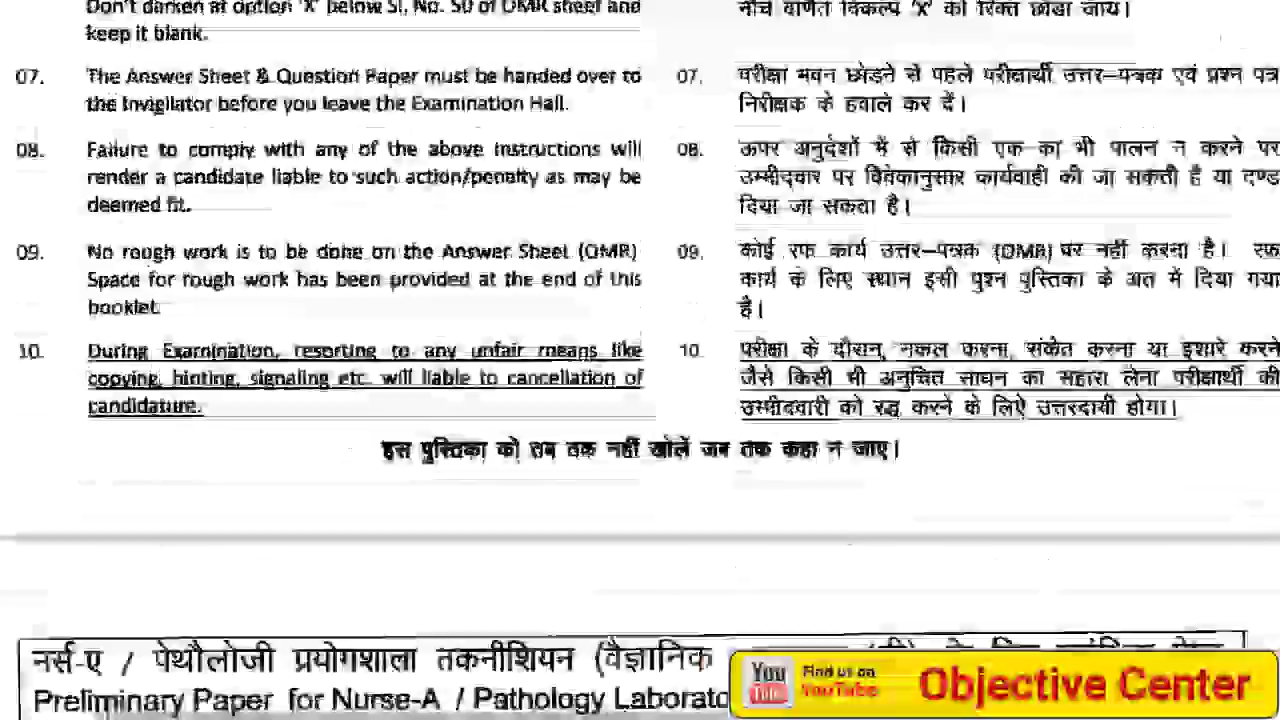 Don't darken at option 'X' below Sl. No. 50 of OMR sheet and
keep it blank.
07. The Answer Sheet & Question Paper must be handed over to
the Invigilator before you leave the Examination Hall.
08. Failure to comply with any of the above instructions will
render a candidate liable to such action/penalty as may be
deemed fit.
09. No rough work is to be done on the Answer Sheet (OMR)
Space for rough work has been provided at the end of this
booklet.
10. During Examination, resorting to any unfair means like
copying, hinting, signaling etc. will liable to cancellation of
candidature.
नीचे वर्णित विकल्प 'X' को रिक्त छोडा जाय।
07. परीक्षा भवन छोडने से पहले परीक्षार्थी उत्तर–पत्रक एवं प्रश्न पत्र
निरीक्षक के हवाले कर दें।
08. ऊपर अनुदेशों में से किसी एक का भी पालन न करने पर
उम्मीदवार पर विवेकानुसार कार्यवाही की जा सकती है या दण्ड
दिया जा सकता है।
09. कोई रफ कार्य उत्तर–पत्रक (OMR) पर नहीं करना है। रफ
कार्य के लिए स्थान इसी पुश्न पुस्तिका के अंत में दिया गया
है।
10. परीक्षा के दौरान, नकल करना, संकेत करना या इशारे करने
जैसे किसी भी अनुचित साधन का सहारा लेना परीक्षार्थी की
उम्मीदवारी को रद्ध करने के लिऐ उत्तरदायी होगा।
इस पुस्तिका को तब तक नहीं खोलें जब तक कहा न जाए।
नर्स-ए / पेथौलोजी प्रयोगशाला तकनीशियन (वैज्ञानिक
Preliminary Paper for Nurse-A / Pathology Laborato
You Tube
Find us on
YouTube
Objective Center